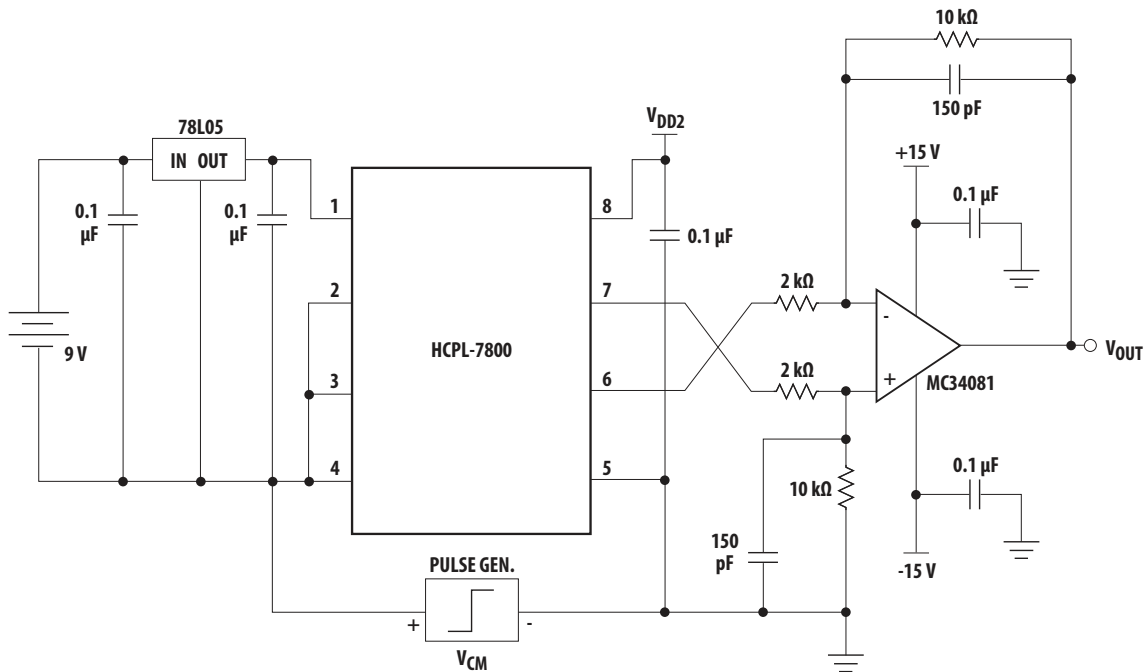 10 kΩ
150 pF
78L05
IN OUT
V_DD2
+15 V
0.1
µF
0.1
µF
1
8
0.1 µF
0.1 µF
2
7
2 kΩ
-
9 V
HCPL-7800
V_OUT
3
6
2 kΩ
+
MC34081
4
5
10 kΩ
0.1 µF
150
pF
-15 V
PULSE GEN.
+
-
V_CM